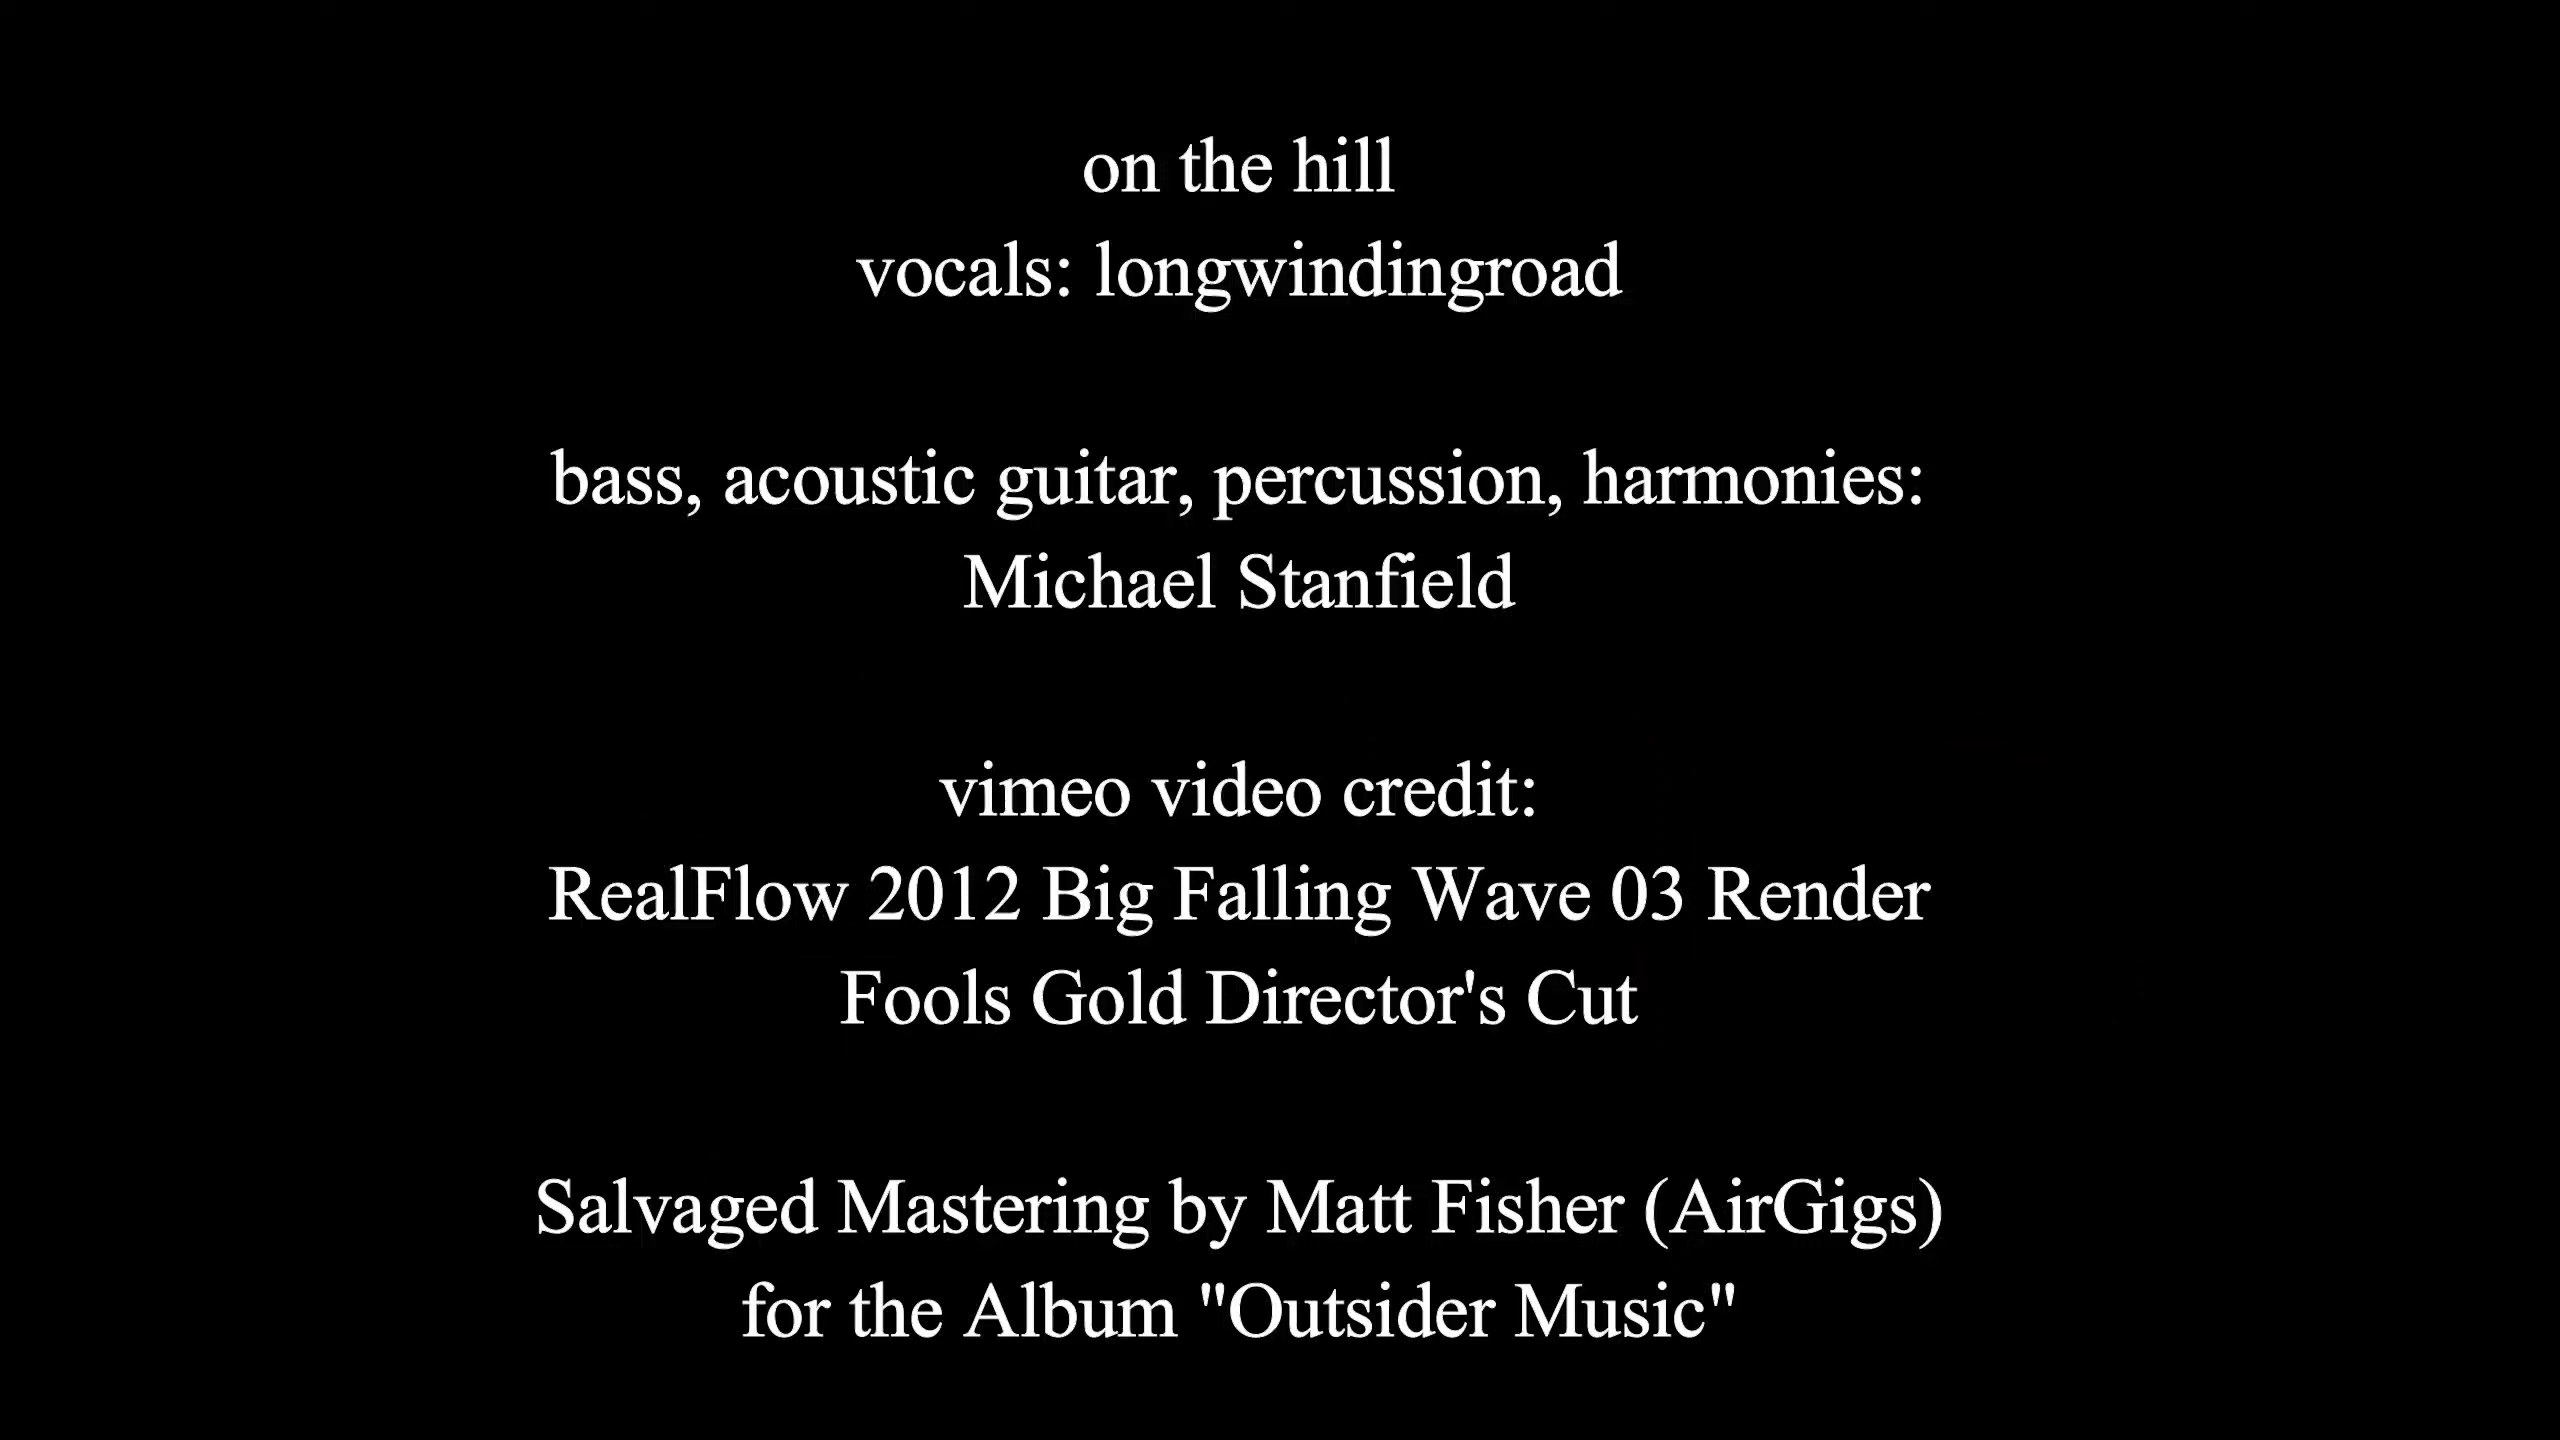 on the hill
vocals: longwindingroad
bass, acoustic guitar, percussion, harmonies:
Michael Stanfield
vimeo video credit:
RealFlow 2012 Big Falling Wave 03 Render
Fools Gold Director's Cut
Salvaged Mastering by Matt Fisher (AirGigs)
for the Album "Outsider Music"